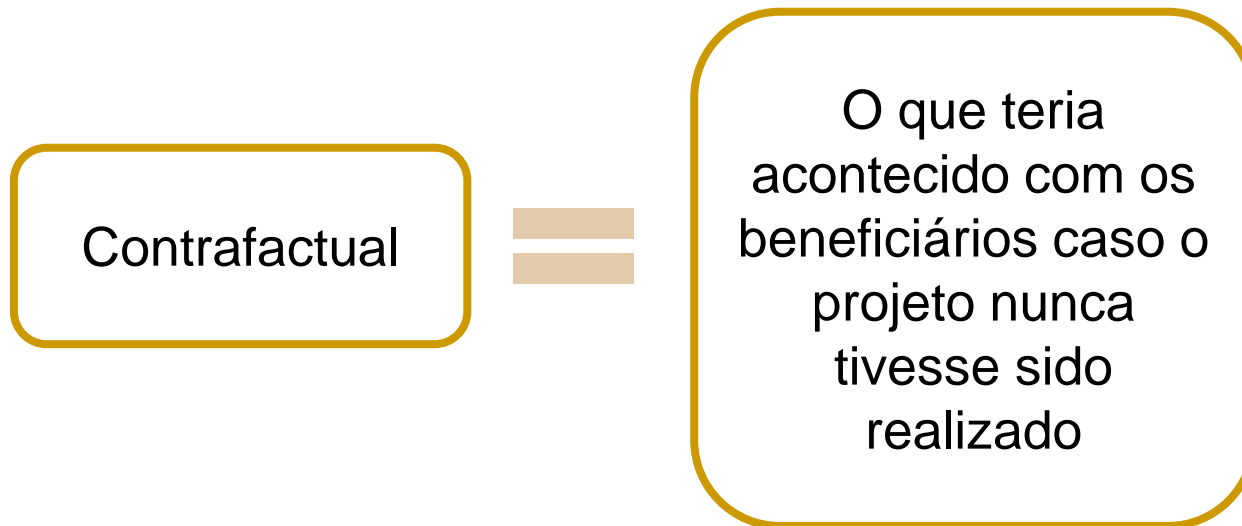 Contrafactual
O que teria
acontecido com os
beneficiários caso o
projeto nunca
tivesse sido
realizado